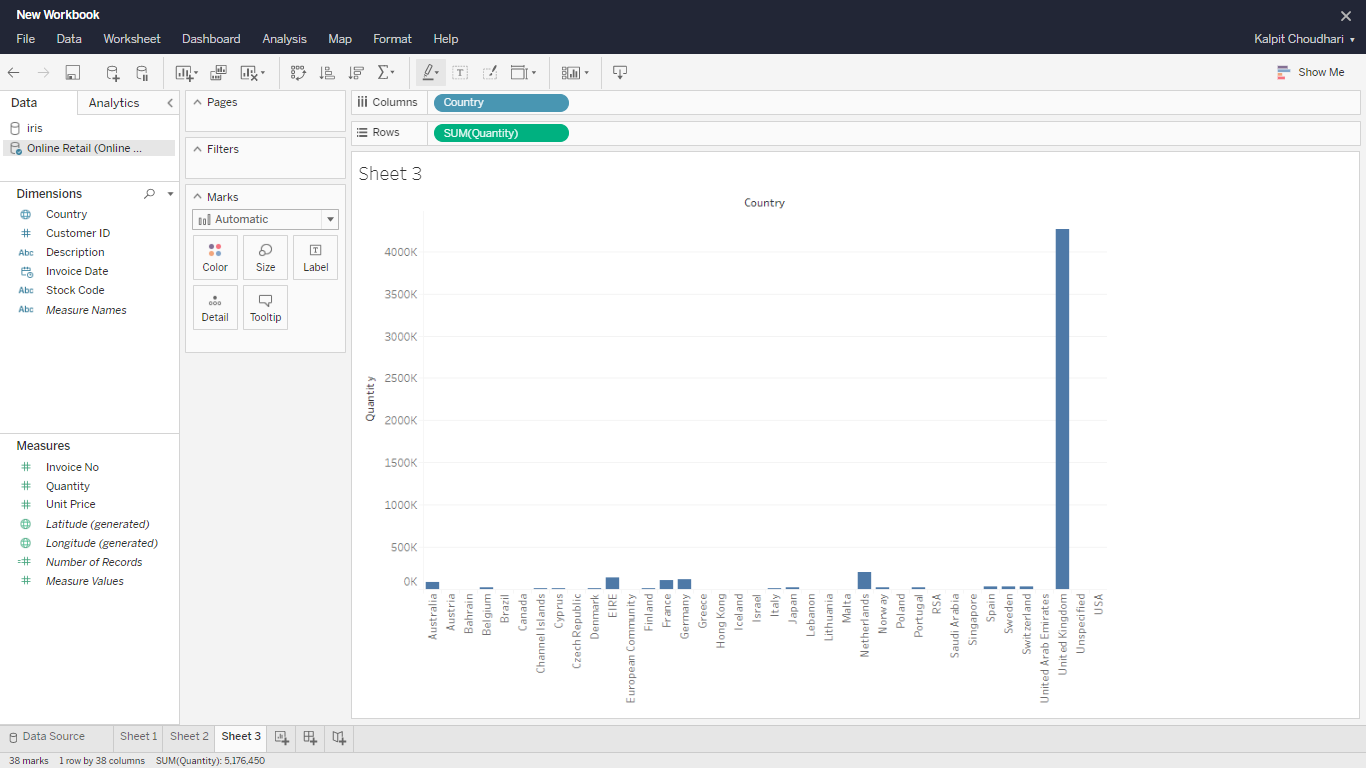 New Workbook
File Data Worksheet Dashboard Analysis Map Format Help
Kalpit Choudhari
T
Show Me
Data Analytics
iris
Online Retail (Online ...
Dimensions
Country
Customer ID
Abc Description
Invoice Date
Abc Stock Code
Abc Measure Names
Measures
Invoice No
Quantity
Unit Price
Latitude (generated)
Longitude (generated)
Number of Records
Measure Values
Pages
Filters
Marks
Automatic
Color Size Label
Detail Tooltip
Columns Country
Rows SUM(Quantity)
Sheet 3
Country
Quantity
4000K
3500K
3000K
2500K
2000K
1500K
1000K
500K
0K
Australia
Austria
Bahrain
Belgium
Brazil
Canada
Channel Islands
Cyprus
Czech Republic
Denmark
EIRE
European Community
Finland
France
Germany
Greece
Hong Kong
Iceland
Israel
Italy
Japan
Lebanon
Lithuania
Malta
Netherlands
Norway
Poland
Portugal
RSA
Saudi Arabia
Singapore
Spain
Sweden
Switzerland
United Arab Emirates
United Kingdom
Unspecified
USA
Data Source Sheet 1 Sheet 2 Sheet 3
38 marks 1 row by 38 columns SUM(Quantity): 5,176,450